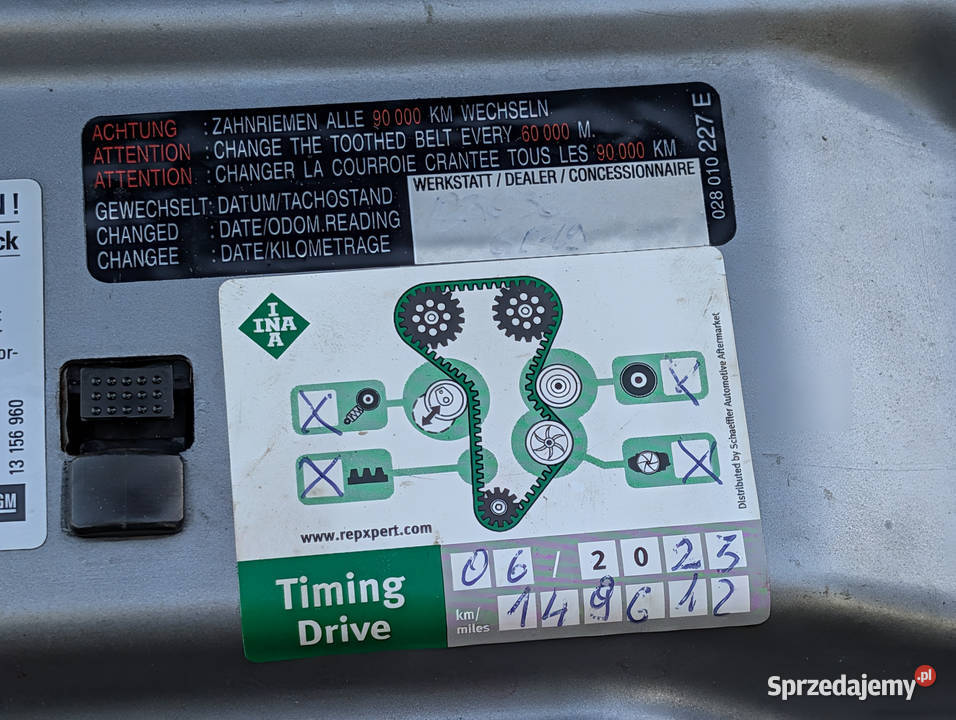 ACHTUNG : ZAHNRIEMEN ALLE 90 000 KM WECHSELN
ATTENTION : CHANGE THE TOOTHED BELT EVERY 60 000 M.
ATTENTION : CHANGER LA COURROIE CRANTEE TOUS LES 90 000 KM
GEWECHSELT: DATUM/TACHOSTAND
CHANGED : DATE/ODOM.READING
CHANGEE : DATE/KILOMETRAGE
WERKSTATT / DEALER / CONCESSIONNAIRE
028 010 227 E
N !
ck
or-
13 156 960
GM
INA
INA
Distributed by Schaeffler Automotive Aftermarket
www.repxpert.com
Timing
Drive
06 / 2023
km/
miles
149612
Sprzedajemy.pl